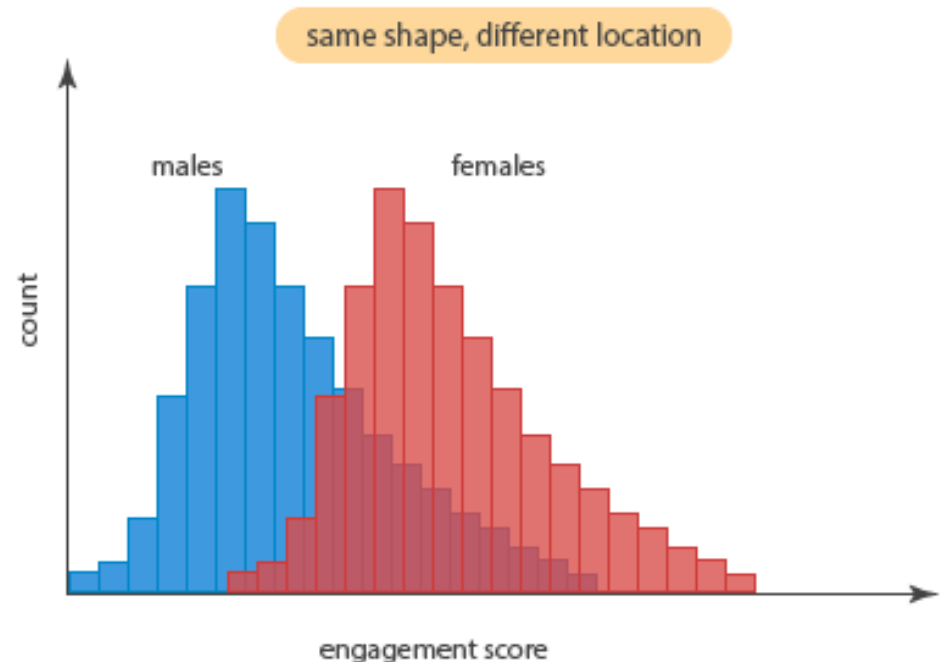 same shape, different location
males
females
count
engagement score